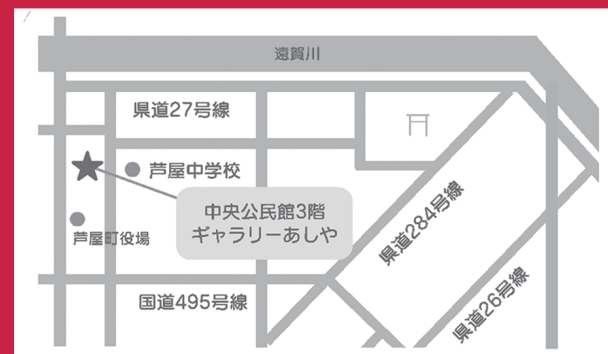 遠賀川
県道27号線
芦屋中学校
中央公民館3階
ギャラリーあしや
芦屋町役場
県道284号線
国道495号線
県道26号線